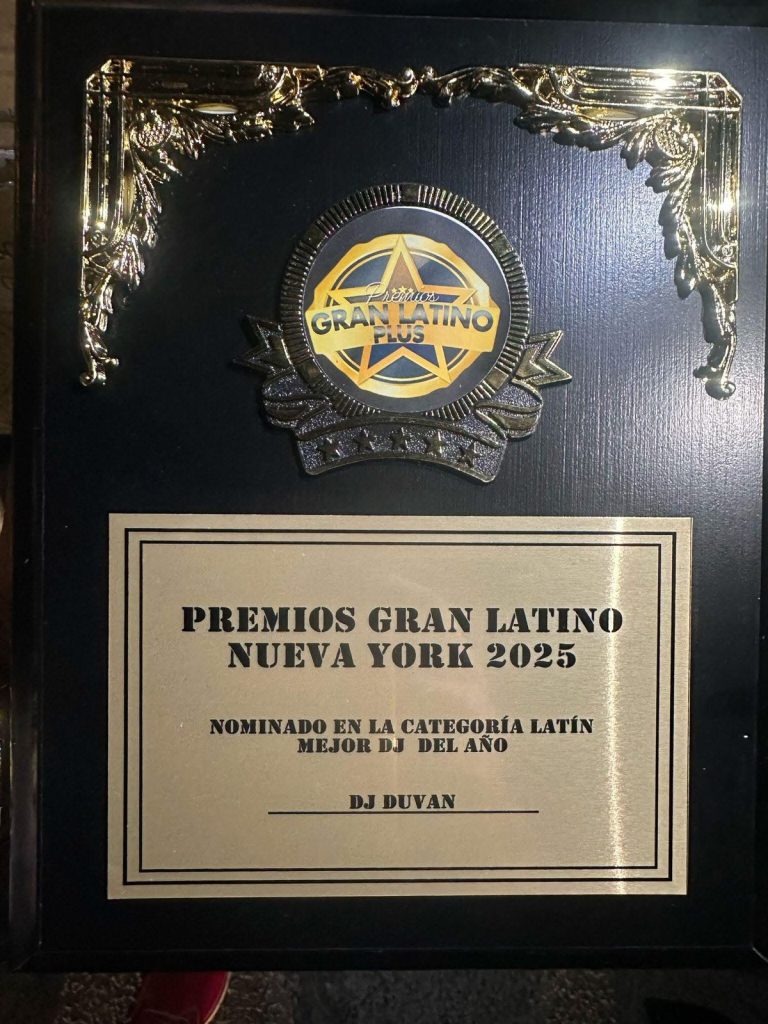 Premios
GRAN LATINO
PLUS
PREMIOS GRAN LATINO
NUEVA YORK 2025
NOMINADO EN LA CATEGORÍA LATÍN
MEJOR DJ DEL AÑO
DJ DUVAN